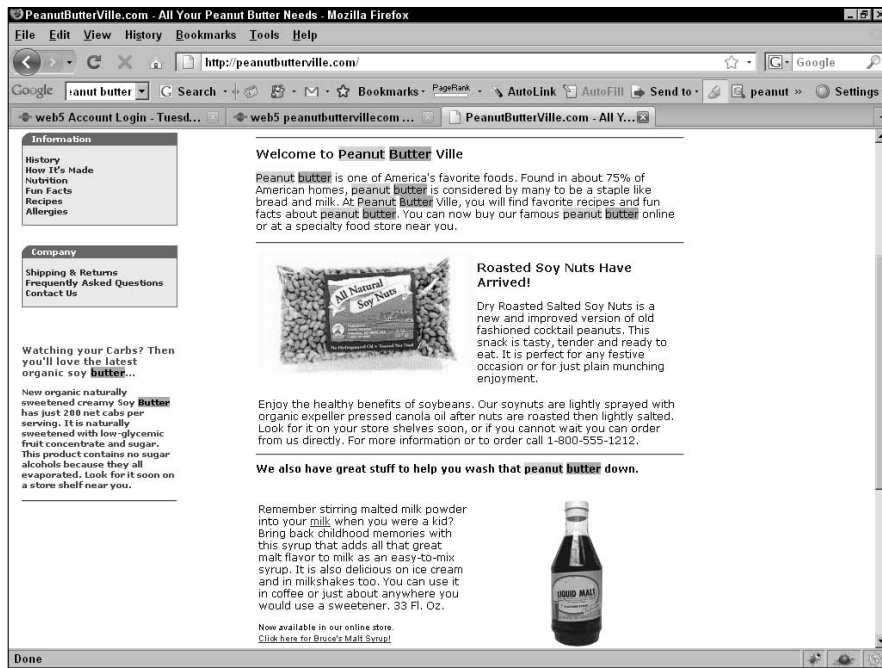 PeanutButterVille.com - All Your Peanut Butter Needs - Mozilla Firefox
File Edit View History Bookmarks Tools Help
http://peanutbutterville.com/
Google
Google anut butter Search Bookmarks PageRank AutoLink AutoFill Send to peanut » Settings
web5 Account Login - Tuesd... web5 peanutbuttervillecom ... PeanutButterVille.com - All Y...
Information
History
How It's Made
Nutrition
Fun Facts
Recipes
Allergies
Company
Shipping & Returns
Frequently Asked Questions
Contact Us
Watching your Carbs? Then
you'll love the latest
organic soy butter...
New organic naturally
sweetened creamy Soy Butter
has just 200 net cabs per
serving. It is naturally
sweetened with low-glycemic
fruit concentrate and sugar.
This product contains no sugar
alcohols because they all
evaporated. Look for it soon on
a store shelf near you.
Welcome to Peanut Butter Ville
Peanut butter is one of America's favorite foods. Found in about 75% of
American homes, peanut butter is considered by many to be a staple like
bread and milk. At Peanut Butter Ville, you will find favorite recipes and fun
facts about peanut butter. You can now buy our famous peanut butter online
or at a specialty food store near you.
All Natural
Soy Nuts
Roasted Soy Nuts Have
Arrived!
Dry Roasted Salted Soy Nuts is a
new and improved version of old
fashioned cocktail peanuts. This
snack is tasty, tender and ready to
eat. It is perfect for any festive
occasion or for just plain munching
enjoyment.
Enjoy the healthy benefits of soybeans. Our soynuts are lightly sprayed with
organic expeller pressed canola oil after nuts are roasted then lightly salted.
Look for it on your store shelves soon, or if you cannot wait you can order
from us directly. For more information or to order call 1-800-555-1212.
We also have great stuff to help you wash that peanut butter down.
Remember stirring malted milk powder
into your milk when you were a kid?
Bring back childhood memories with
this syrup that adds all that great
malt flavor to milk as an easy-to-mix
syrup. It is also delicious on ice cream
and in milkshakes too. You can use it
in coffee or just about anywhere you
would use a sweetener. 33 Fl. Oz.
Now available in our online store.
Click here for Bruce's Malt Syrup!
LIQUID MALT
Done